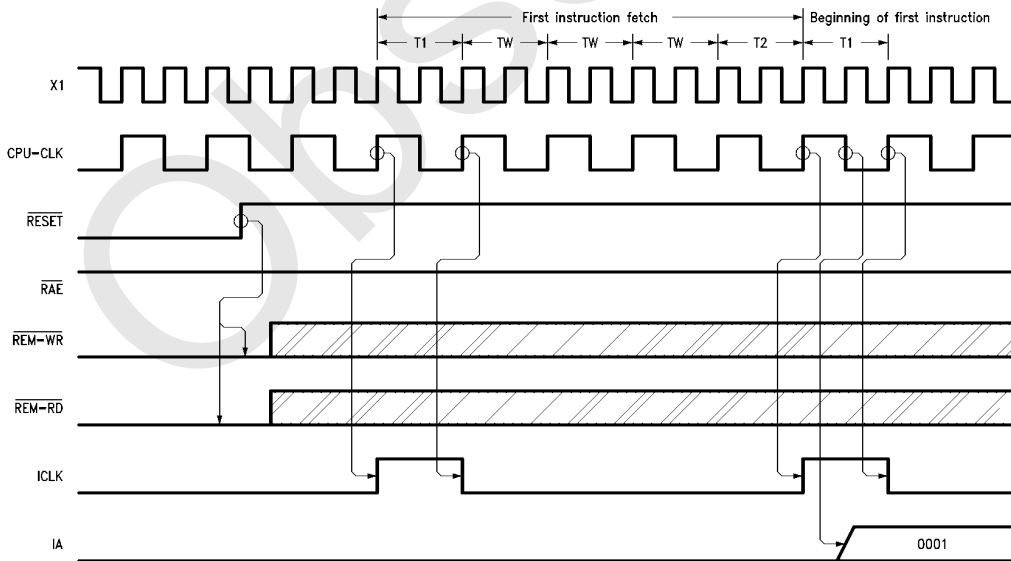 First instruction fetch Beginning of first instruction
T1 TW TW TW T2 T1
X1
CPU-CLK
RESET
RAE
REM-WR
REM-RD
ICLK
IA 0001
Obs